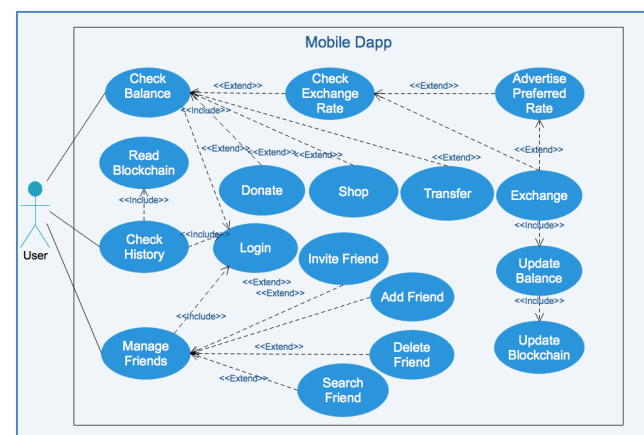 Mobile Dapp
Check
Balance
<<Extend>>
Check
Exchange
Rate
<<Extend>>
Advertise
Preferred
Rate
<<Include>>
<<Extend>>
<<Extend>>
<<Extend>>
<<Extend>>
<<Extend>>
<<Extend>>
Read
Blockchain
Donate
Shop
Transfer
Exchange
<<Include>>
<<Include>>
<<Include>>
User
Check
History
Login
Invite Friend
Update
Balance
<<Extend>>
<<Extend>>
Add Friend
<<Include>>
<<Include>>
Manage
Friends
<<Extend>>
Delete
Friend
Update
Blockchain
<<Extend>>
Search
Friend